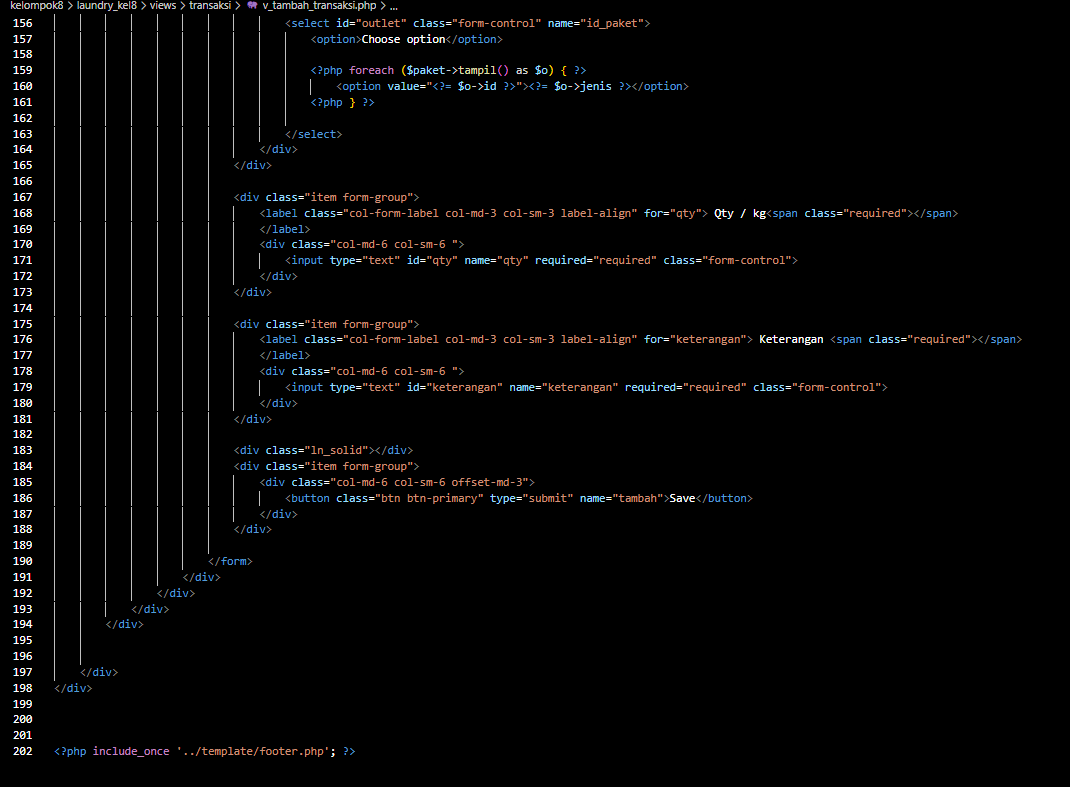 kelompok8 > laundry_kel8 > views > transaksi > v_tambah_transaksi.php > ...
156 <select id="outlet" class="form-control" name="id_paket">
157 <option>Choose option</option>
158
159 <?php foreach ($paket->tampil() as $o) { ?>
160 <option value="<?= $o->id ?>"><?= $o->jenis ?></option>
161 <?php } ?>
162
163 </select>
164 </div>
165 </div>
166
167 <div class="item form-group">
168 <label class="col-form-label col-md-3 col-sm-3 label-align" for="qty"> Qty / kg<span class="required"></span>
169 </label>
170 <div class="col-md-6 col-sm-6 ">
171 <input type="text" id="qty" name="qty" required="required" class="form-control">
172 </div>
173 </div>
174
175 <div class="item form-group">
176 <label class="col-form-label col-md-3 col-sm-3 label-align" for="keterangan"> Keterangan <span class="required"></span>
177 </label>
178 <div class="col-md-6 col-sm-6 ">
179 <input type="text" id="keterangan" name="keterangan" required="required" class="form-control">
180 </div>
181 </div>
182
183 <div class="ln_solid"></div>
184 <div class="item form-group">
185 <div class="col-md-6 col-sm-6 offset-md-3">
186 <button class="btn btn-primary" type="submit" name="tambah">Save</button>
187 </div>
188 </div>
189
190 </form>
191 </div>
192 </div>
193 </div>
194 </div>
195
196
197 </div>
198 </div>
199
200
201
202 <?php include_once '../template/footer.php'; ?>